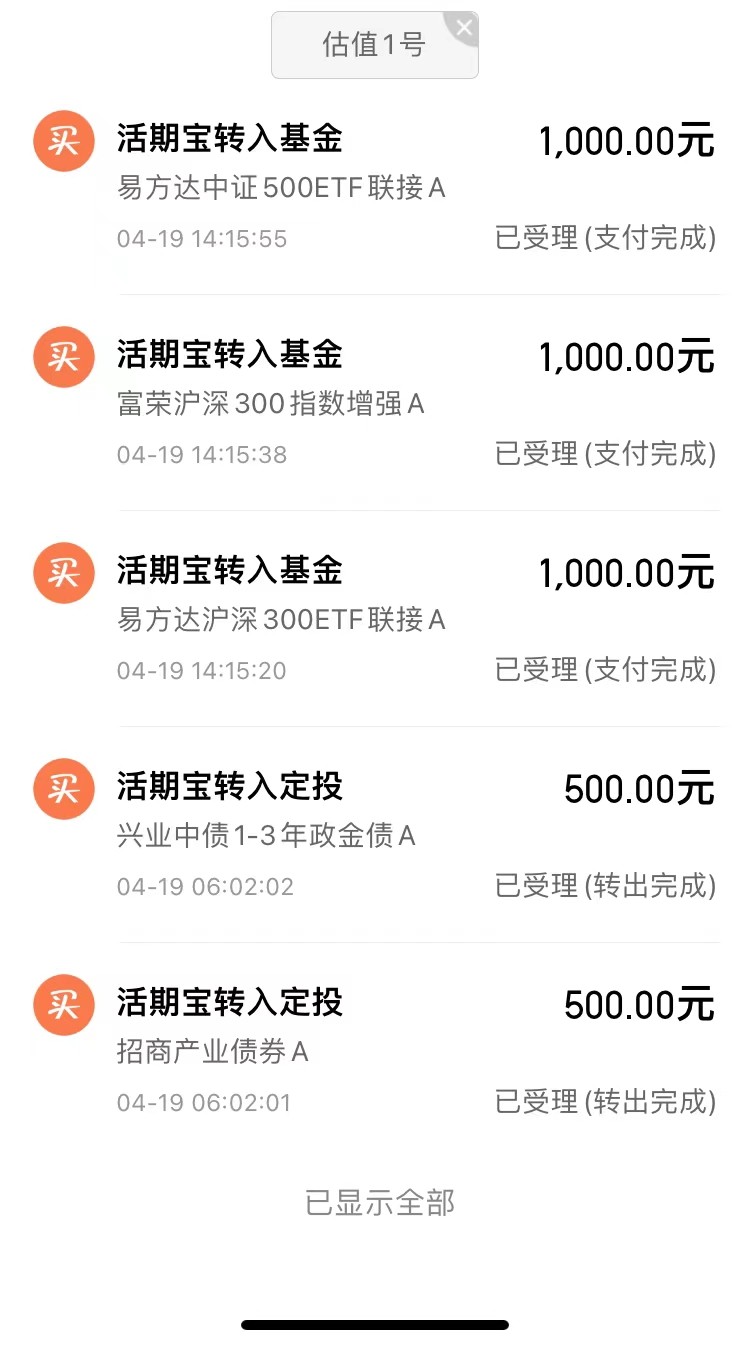 估值1号
买 活期宝转入基金 1,000.00元
易方达中证500ETF联接A
04-19 14:15:55 已受理(支付完成)
买 活期宝转入基金 1,000.00元
富荣沪深300指数增强A
04-19 14:15:38 已受理(支付完成)
买 活期宝转入基金 1,000.00元
易方达沪深300ETF联接A
04-19 14:15:20 已受理(支付完成)
买 活期宝转入定投 500.00元
兴业中债1-3年政金债A
04-19 06:02:02 已受理(转出完成)
买 活期宝转入定投 500.00元
招商产业债券A
04-19 06:02:01 已受理(转出完成)
已显示全部